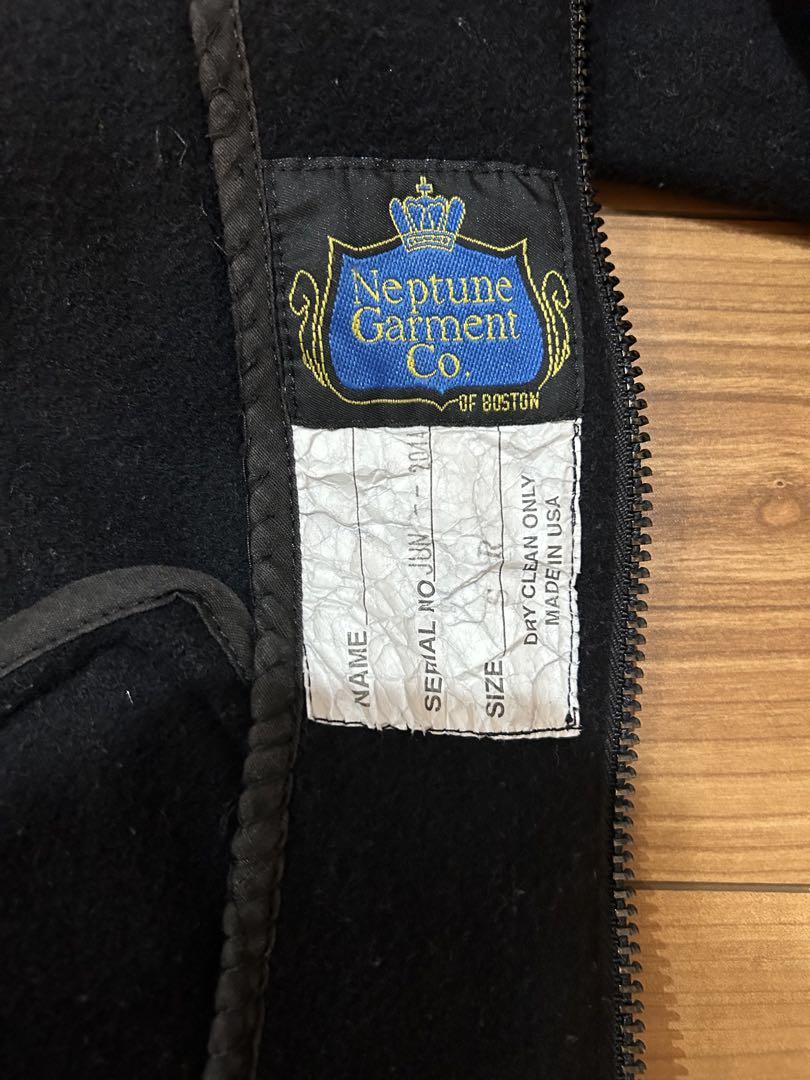 Neptune
Garment
Co.
OF BOSTON
NAME
SERIAL NO JUN -- 2014
SIZE S R
DRY CLEAN ONLY
MADE IN USA